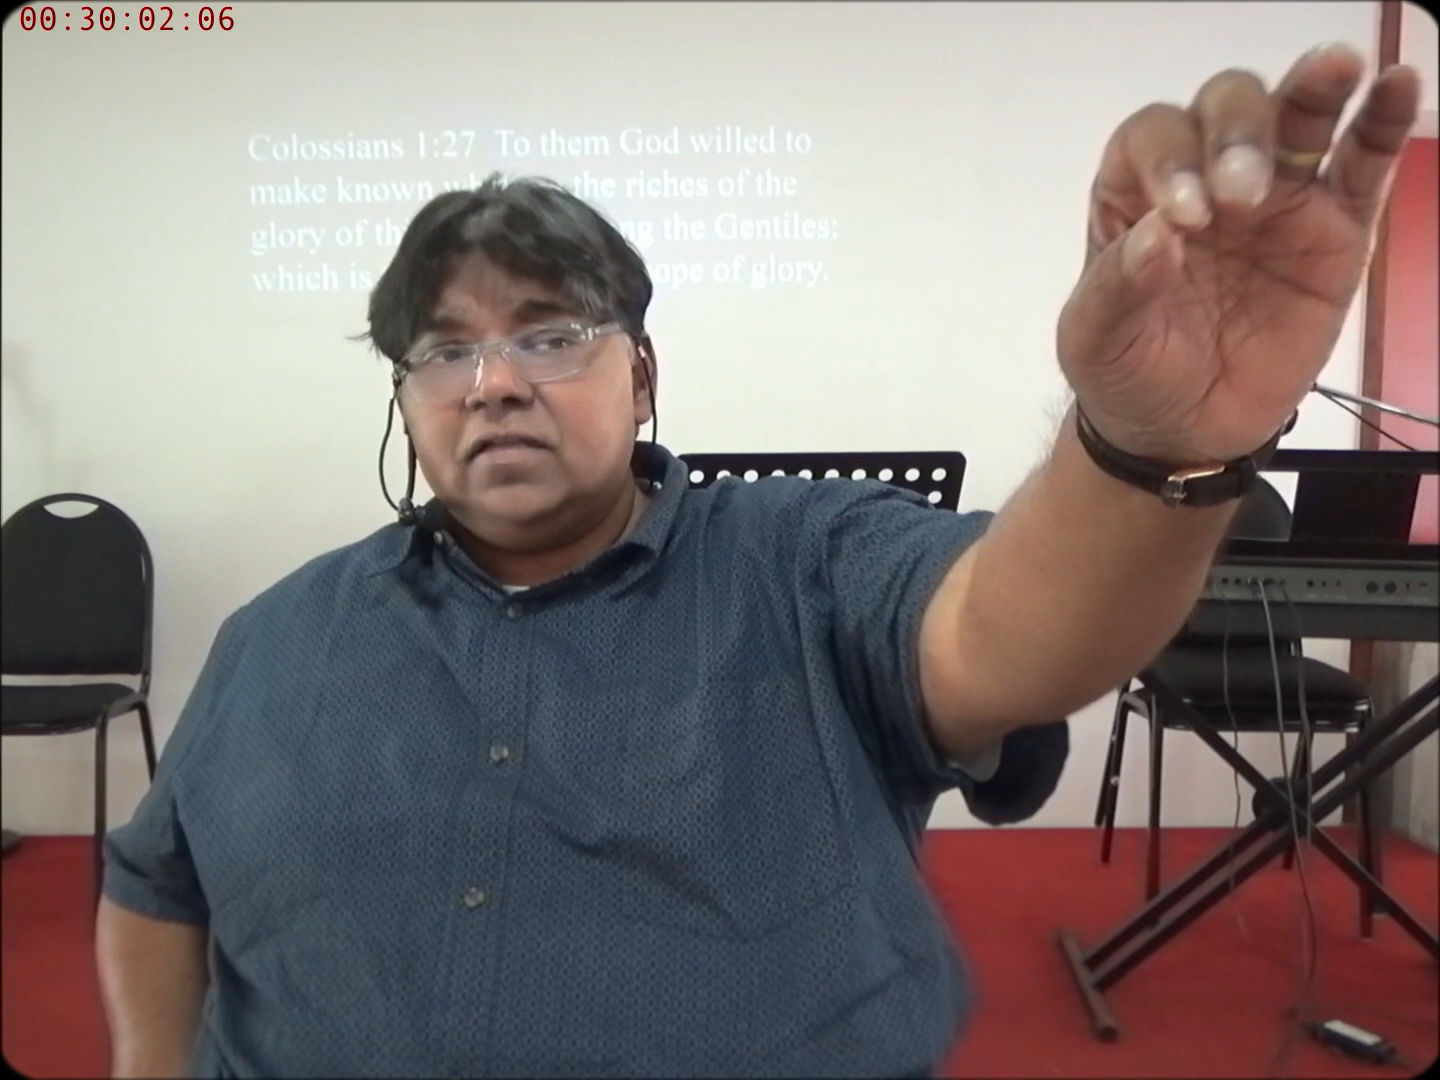 00:30:02:06
Colossians 1:27 To them God willed to
make known the riches of the
glory of the Gentiles:
which is of glory.